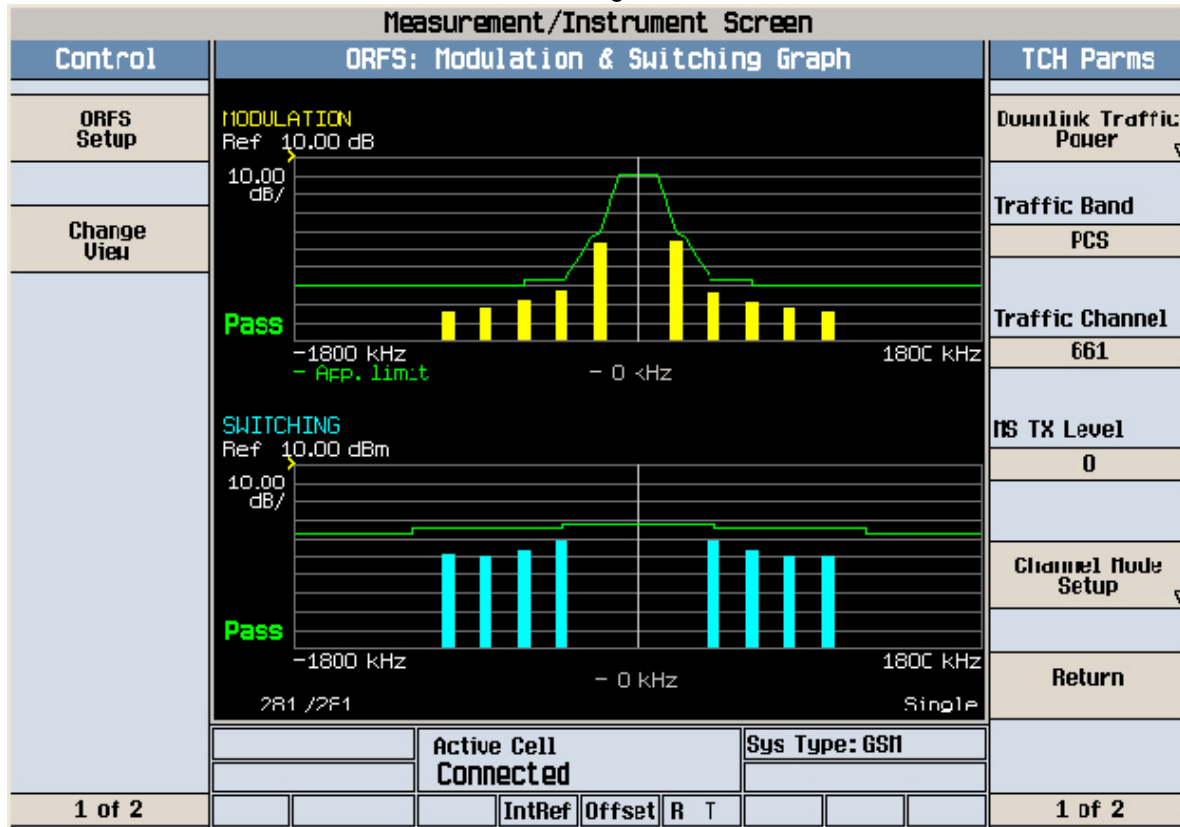 Measurement/Instrument Screen
Control
ORFS: Modulation & Switching Graph
TCH Parms
ORFS
Setup
Change
View
1 of 2
MODULATION
Ref 10.00 dB
10.00
dB/
Pass
-1800 kHz
1800 kHz
- App. limit
- 0 kHz
SWITCHING
Ref 10.00 dBm
10.00
dB/
Pass
-1800 kHz
1800 kHz
- 0 kHz
Single
Active Cell
Connected
Sys Type: GSM
IntRef
Offset
R T
Downlink Traffic
Power
Traffic Band
PCS
Traffic Channel
661
MS TX Level
0
Channel Mode
Setup
Return
1 of 2